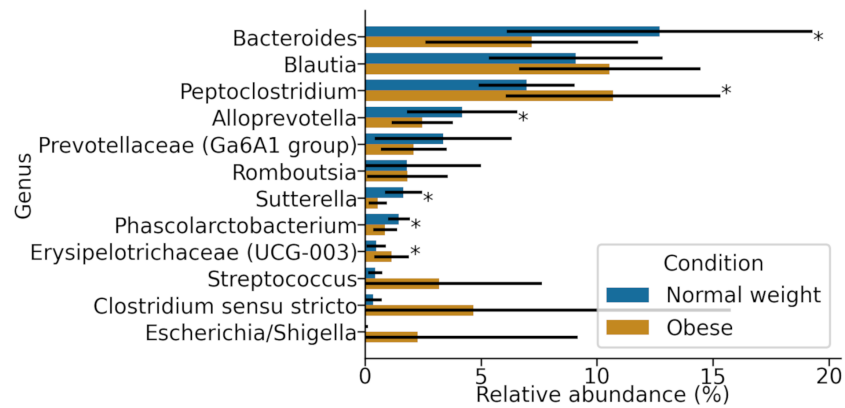 Genus
Bacteroides
*
Blautia
Peptoclostridium
*
Alloprevotella
*
Prevotellaceae (Ga6A1 group)
Romboutsia
Sutterella
*
Phascolarctobacterium
*
Erysipelotrichaceae (UCG-003)
*
Streptococcus
Clostridium sensu stricto
Escherichia/Shigella
Condition
Normal weight
Obese
0 5 10 15 20
Relative abundance (%)